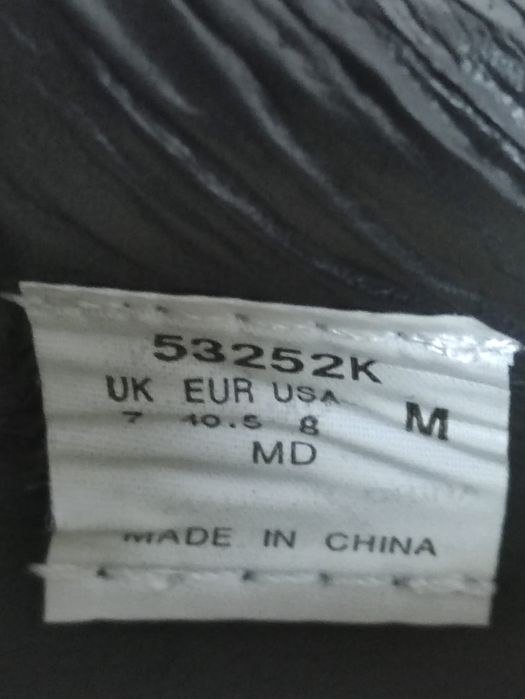 53252K
UK EUR USA
7 40.5 8 M
MD
MADE IN CHINA